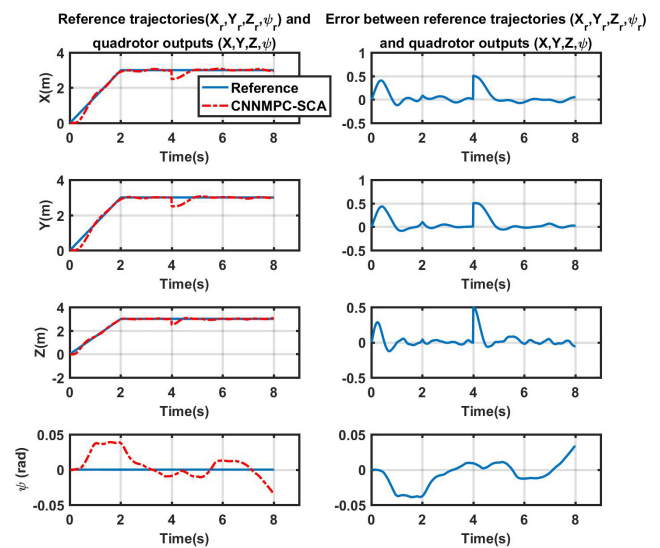 Reference trajectories(X_r,Y_r,Z_r,ψ_r) and
quadrotor outputs (X,Y,Z,ψ)
Error between reference trajectories (X_r,Y_r,Z_r,ψ_r)
and quadrotor outputs (X,Y,Z,ψ)
4
2
0
X(m)
0 2 4 6 8
Time(s)
Reference
CNNMPC-SCA
1
0.5
0
-0.5
0 2 4 6 8
Time(s)
4
2
0
Y(m)
0 2 4 6 8
Time(s)
1
0.5
0
-0.5
0 2 4 6 8
Time(s)
4
2
0
-2
Z(m)
0 2 4 6 8
Time(s)
0.5
0
-0.5
0 2 4 6 8
Time(s)
0.05
0
-0.05
ψ (rad)
0 2 4 6 8
Time(s)
0.05
0
-0.05
0 2 4 6 8
Time(s)